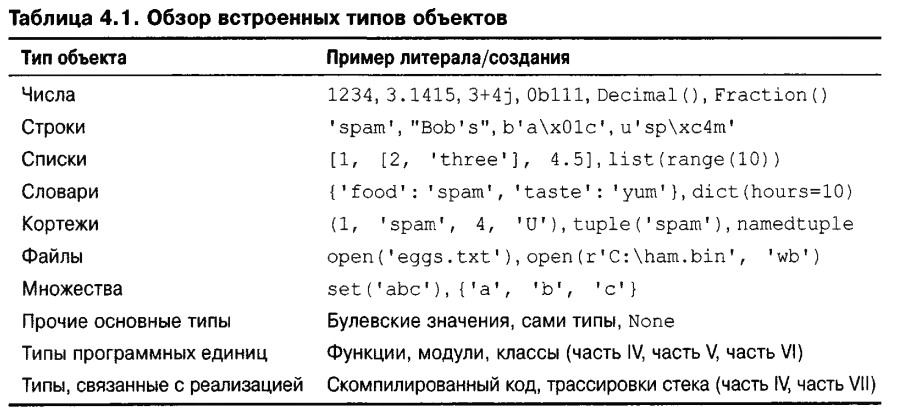 Таблица 4.1. Обзор встроенных типов объектов
Тип объекта Пример литерала/создания
Числа 1234, 3.1415, 3+4j, 0b111, Decimal(), Fraction()
Строки 'spam', "Bob's", b'a\x01c', u'sp\xc4m'
Списки [1, [2, 'three'], 4.5], list(range(10))
Словари {'food': 'spam', 'taste': 'yum'}, dict(hours=10)
Кортежи (1, 'spam', 4, 'U'), tuple('spam'), namedtuple
Файлы open('eggs.txt'), open(r'C:\ham.bin', 'wb')
Множества set('abc'), {'a', 'b', 'c'}
Прочие основные типы Булевские значения, сами типы, None
Типы программных единиц Функции, модули, классы (часть IV, часть V, часть VI)
Типы, связанные с реализацией Скомпилированный код, трассировки стека (часть IV, часть VII)